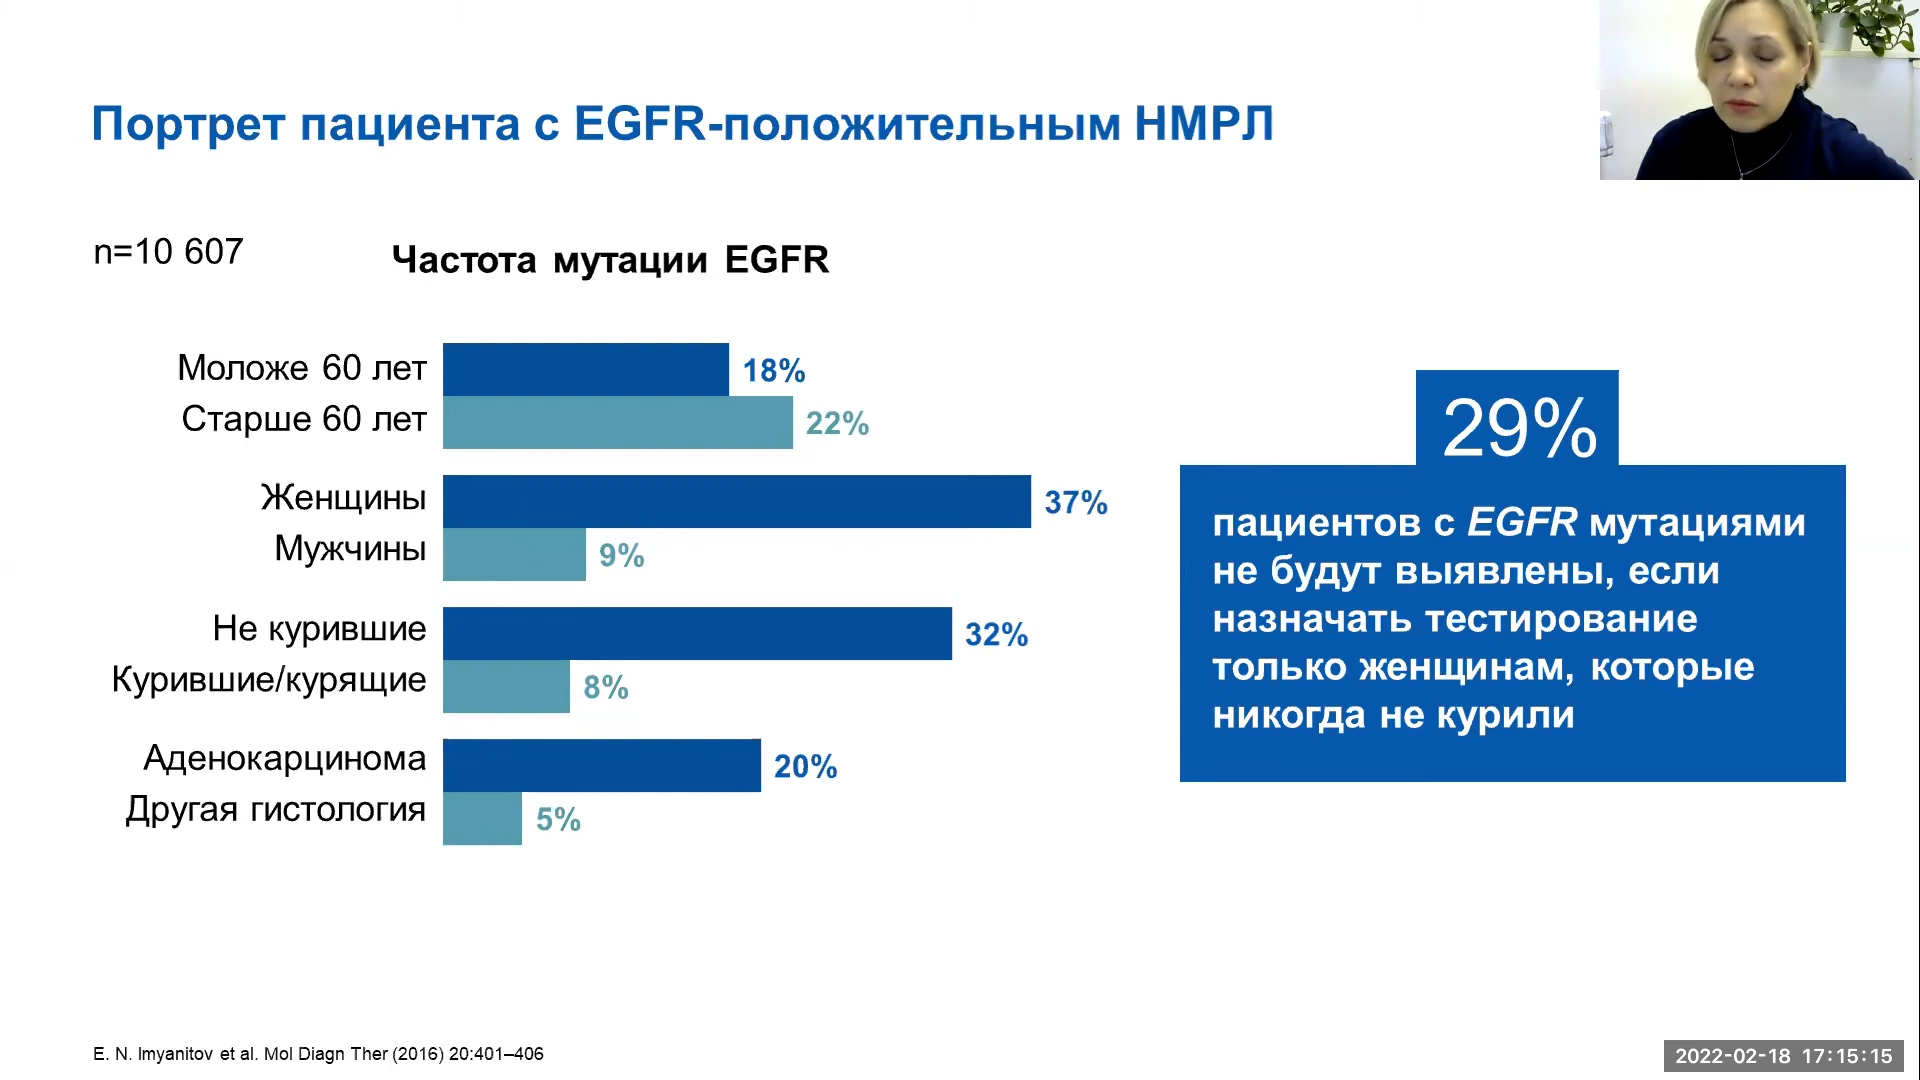 Портрет пациента с EGFR-положительным НМРЛ
n=10 607
Частота мутации EGFR
Моложе 60 лет 18%
Старше 60 лет 22%
Женщины 37%
Мужчины 9%
Не курившие 32%
Курившие/курящие 8%
Аденокарцинома 20%
Другая гистология 5%
29%
пациентов с EGFR мутациями
не будут выявлены, если
назначать тестирование
только женщинам, которые
никогда не курили
E. N. Imyanitov et al. Mol Diagn Ther (2016) 20:401–406
2022-02-18 17:15:15